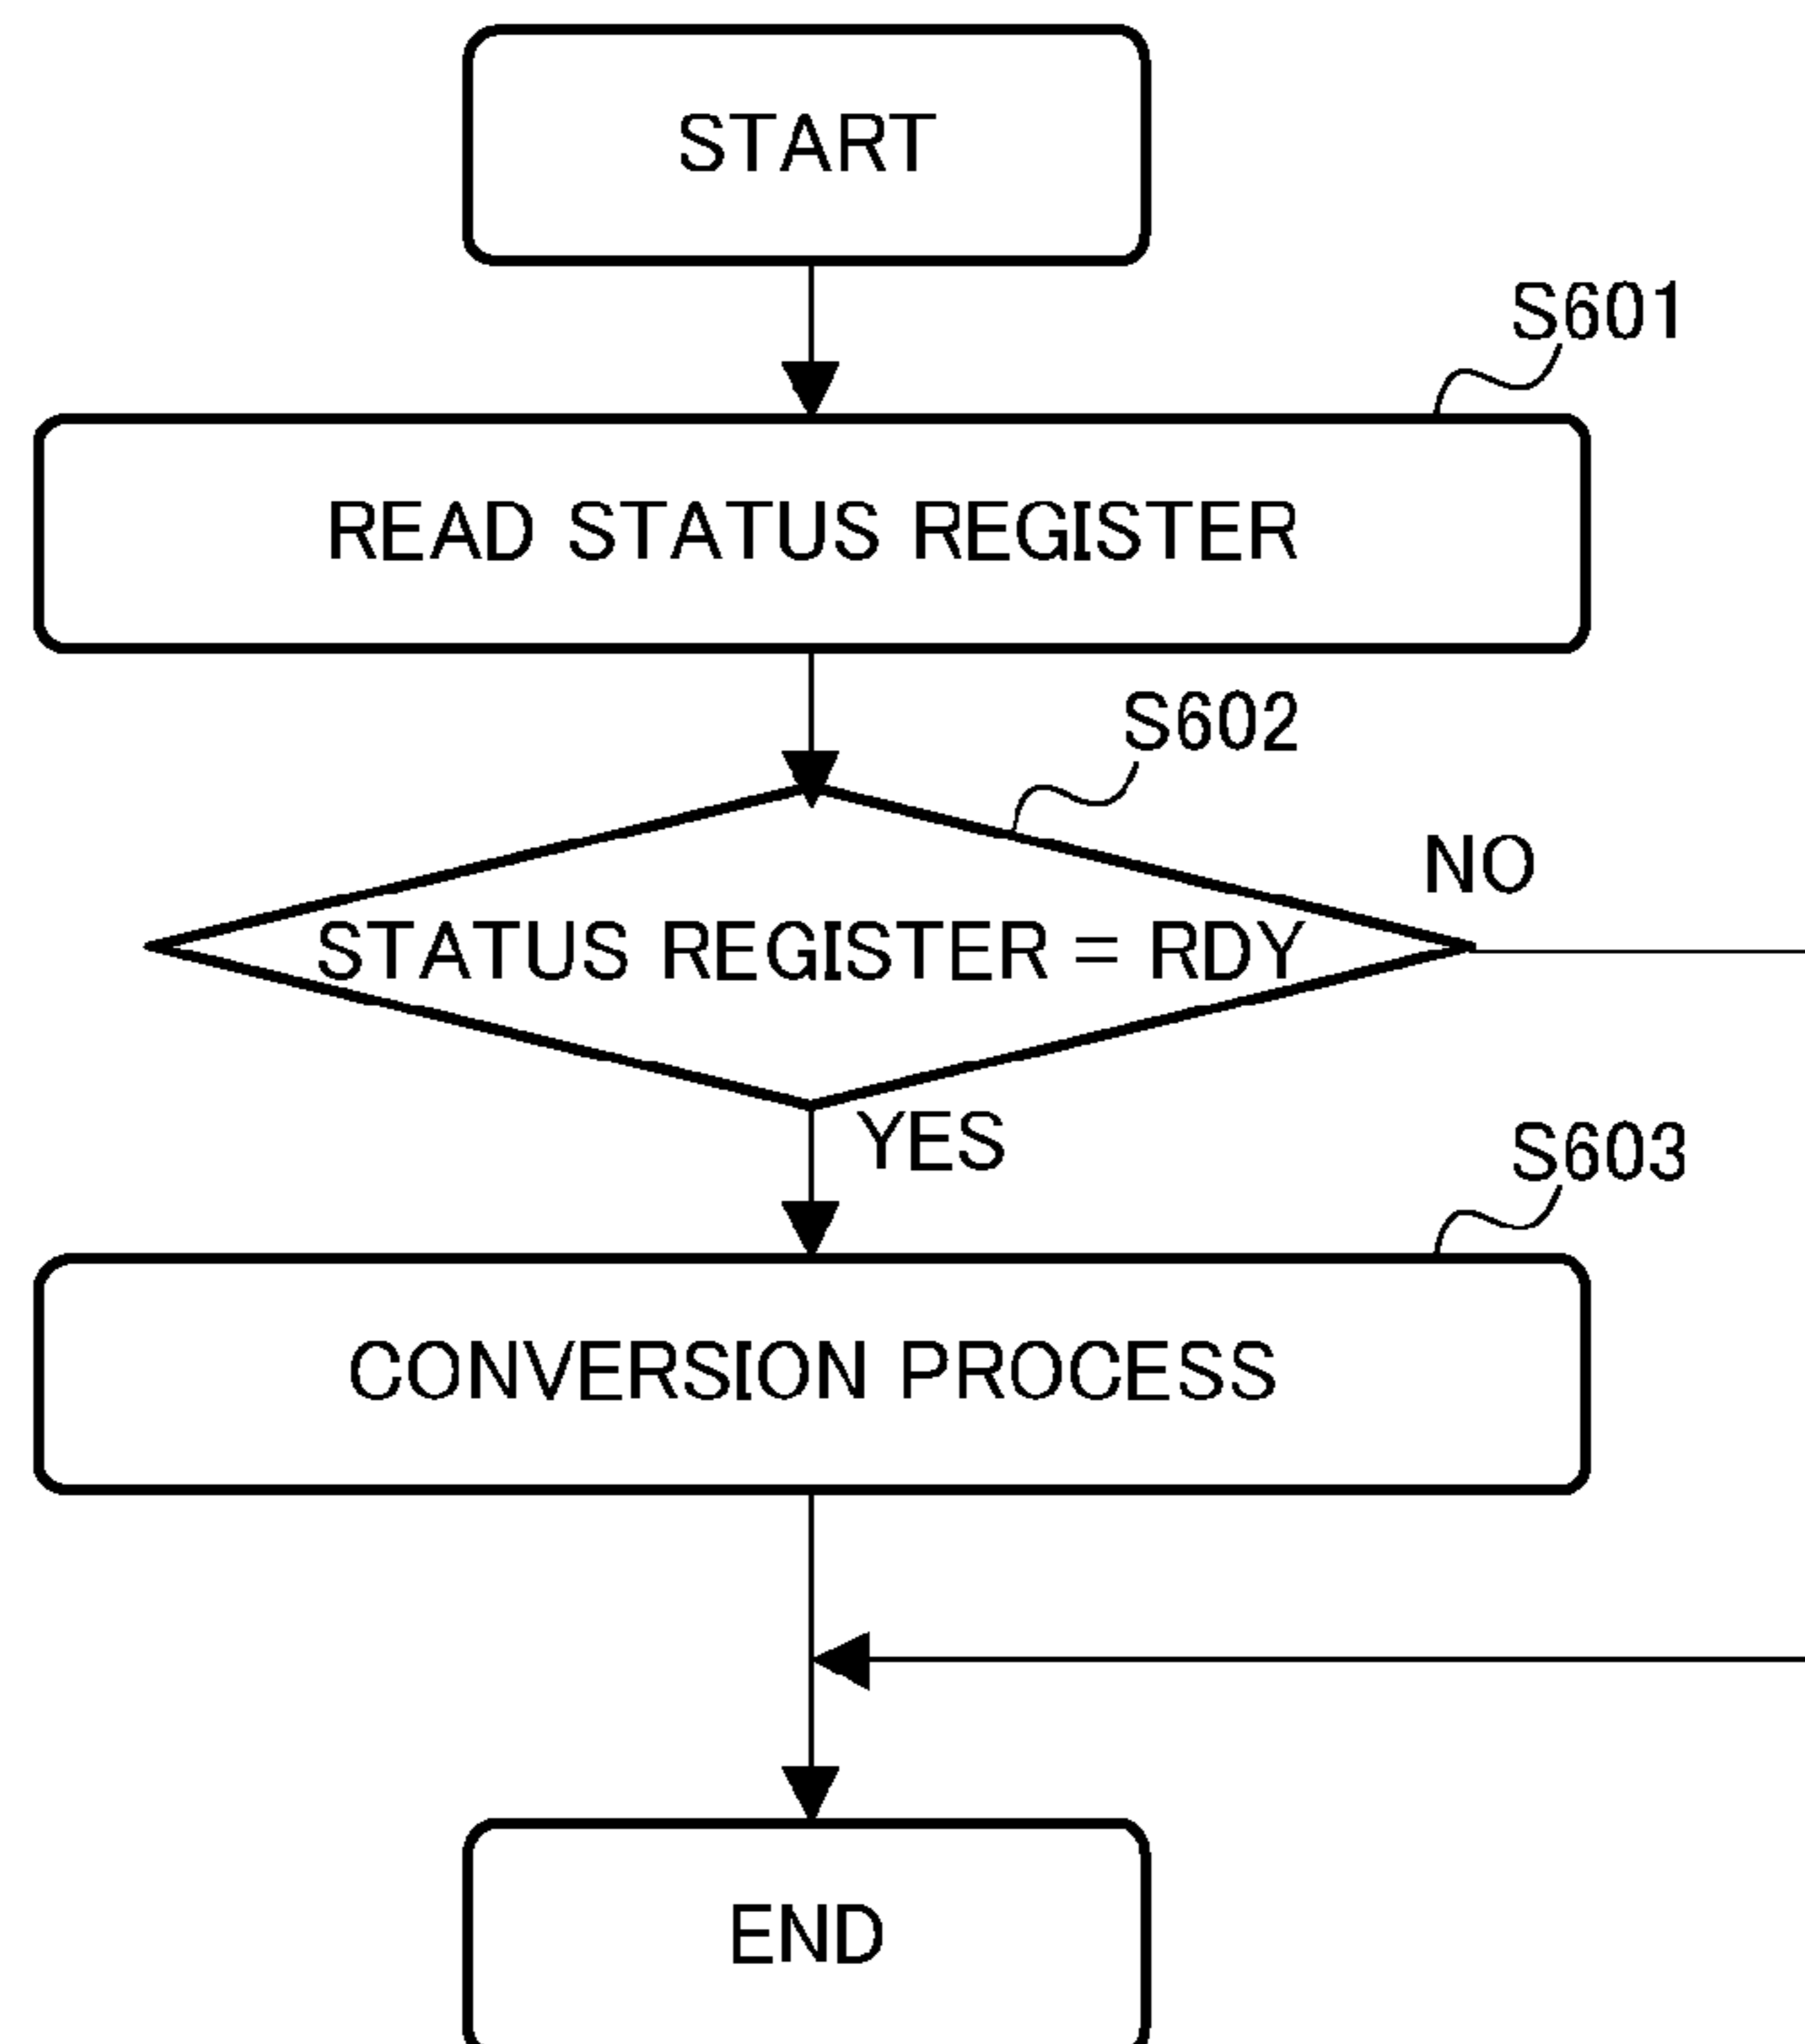 START
S601
READ STATUS REGISTER
S602
NO
STATUS REGISTER = RDY
YES
S603
CONVERSION PROCESS
END